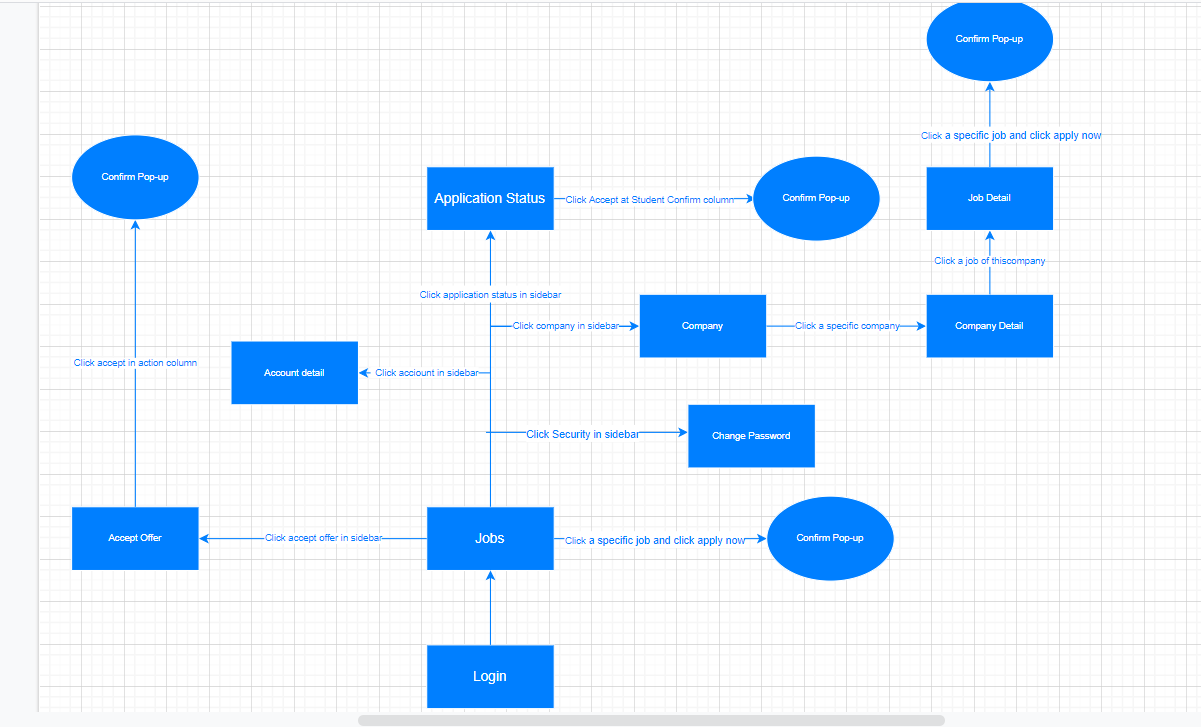 Confirm Pop-up
Click a specific job and click apply now
Confirm Pop-up
Application Status
Click Accept at Student Confirm column
Confirm Pop-up
Job Detail
Click a job of thiscompany
Click application status in sidebar
Click company in sidebar
Company
Click a specific company
Company Detail
Click accept in action column
Account detail
Click acciount in sidebar
Click Security in sidebar
Change Password
Accept Offer
Click accept offer in sidebar
Jobs
Click a specific job and click apply now
Confirm Pop-up
Login